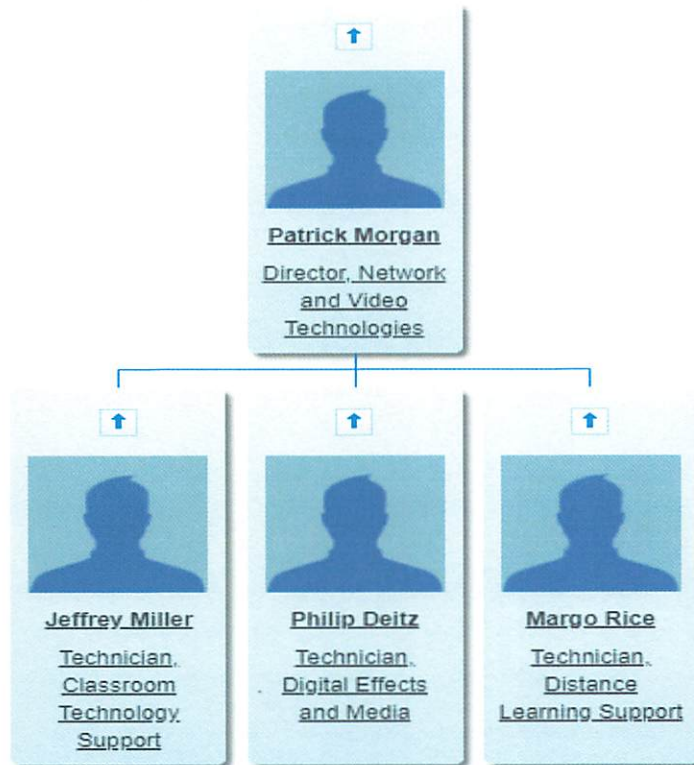 Patrick Morgan
Director, Network
and Video
Technologies
Jeffrey Miller
Technician,
Classroom
Technology
Support
Philip Deitz
Technician,
Digital Effects
and Media
Margo Rice
Technician,
Distance
Learning Support